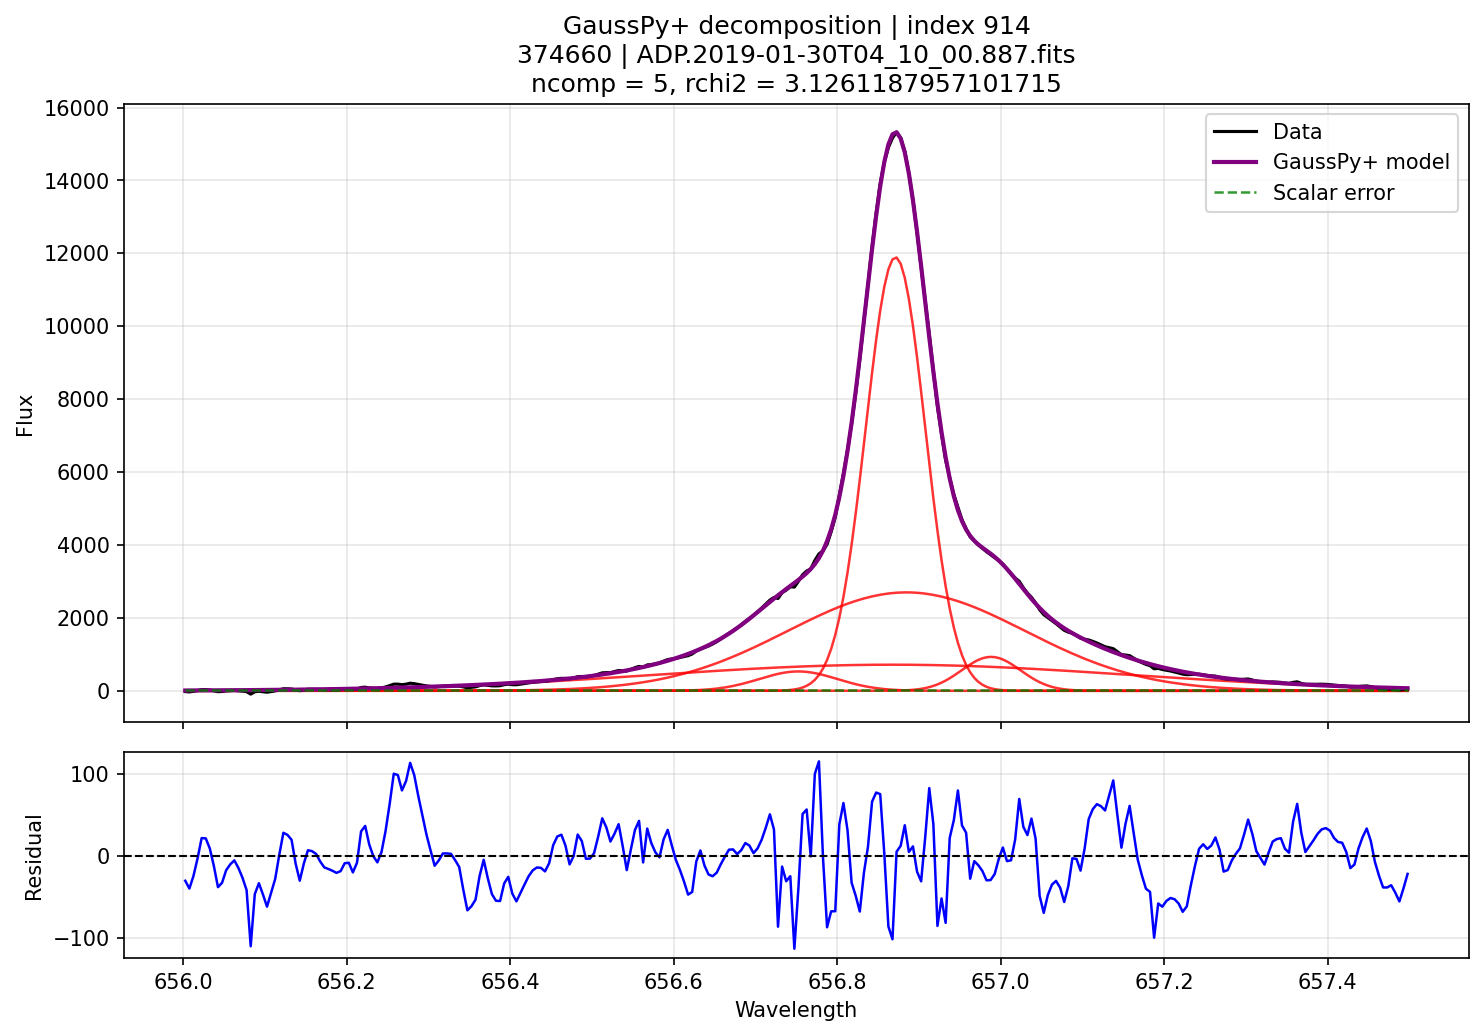 GaussPy+ decomposition | index 914
374660 | ADP.2019-01-30T04_10_00.887.fits
ncomp = 5, rchi2 = 3.1261187957101715
16000
14000
12000
10000
8000
6000
4000
2000
0
Flux
Data
GaussPy+ model
Scalar error
100
0
−100
Residual
656.0
656.2
656.4
656.6
656.8
657.0
657.2
657.4
Wavelength